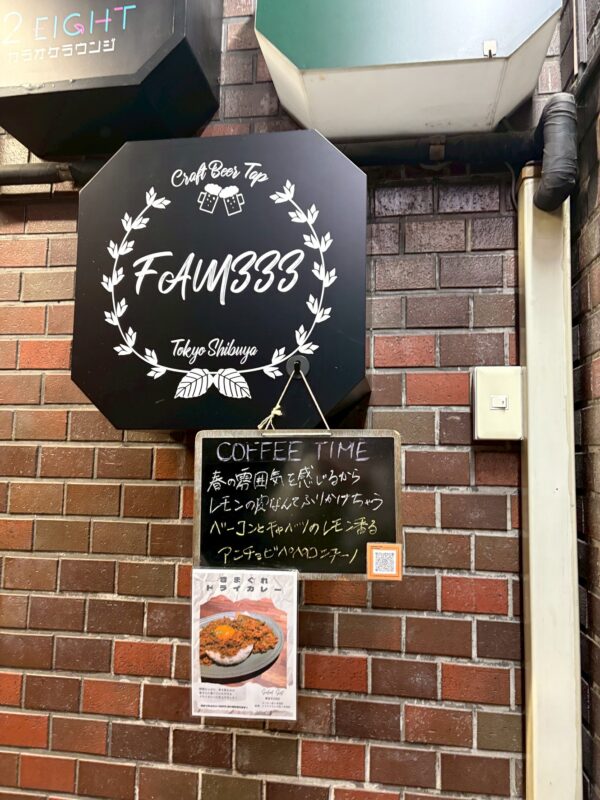 2 EIGHT
カラオケラウンジ
Craft Beer Tap
FAM333
Tokyo Shibuya
COFFEE TIME
春の雰囲気を感じるから
レモンの皮なんてふりかけちゃう
ベーコンとキャベツのレモン香る
アンチョビペペロンチーノ
きまぐれ
ドライカレー